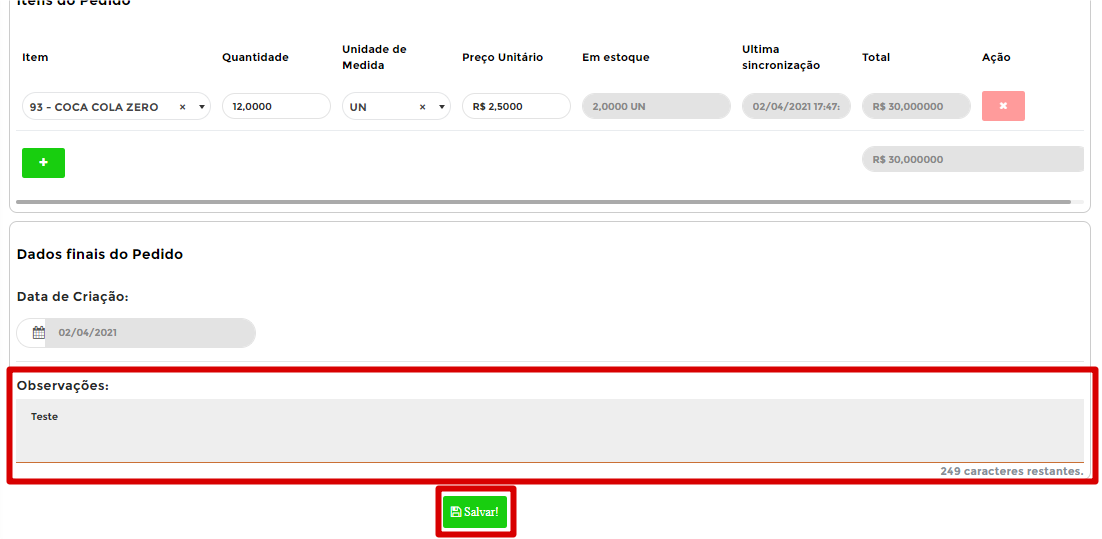 Itens do Pedido
Item Quantidade Unidade de Medida Preço Unitário Em estoque Ultima sincronização Total Ação
93 - COCA COLA ZERO × 12,0000 UN × R$ 2,5000 2,0000 UN 02/04/2021 17:47: R$ 30,000000
R$ 30,000000
Dados finais do Pedido
Data de Criação:
02/04/2021
Observações:
Teste
249 caracteres restantes.
Salvar!